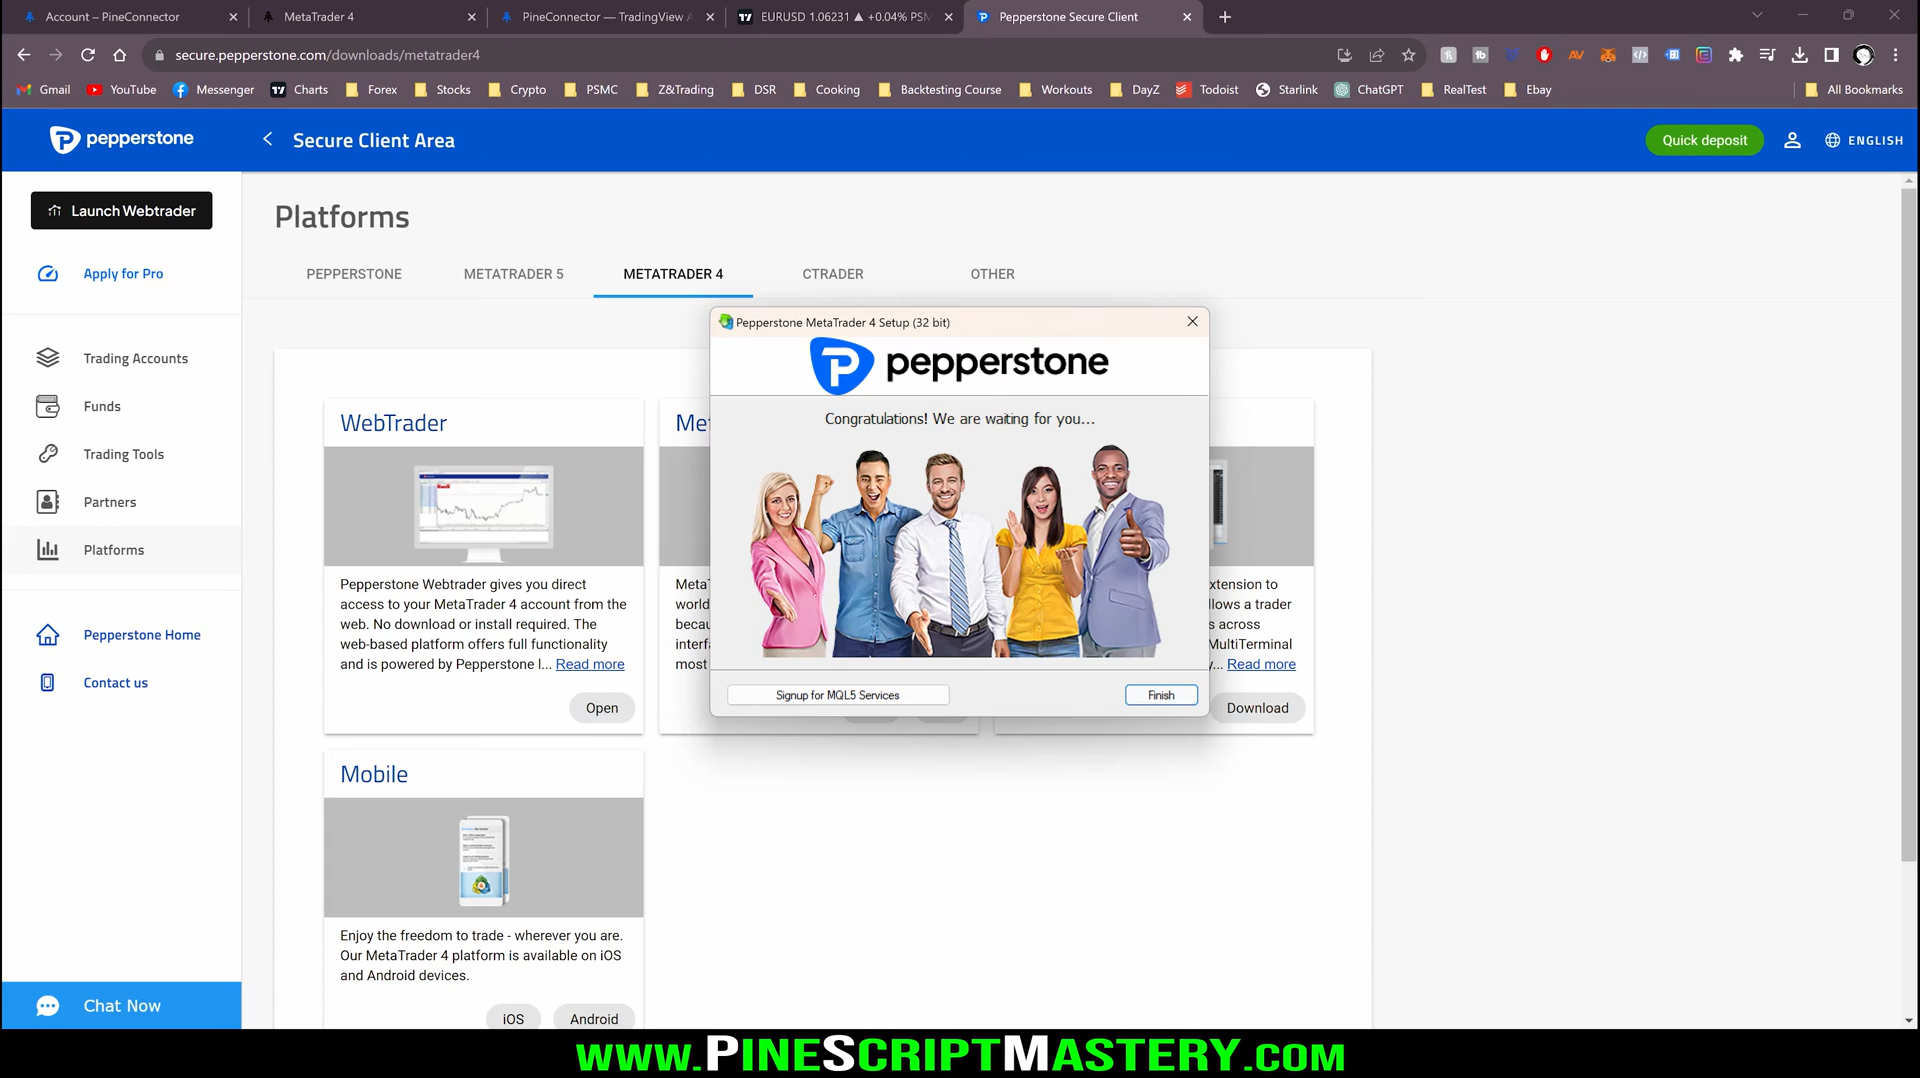 Account – PineConnector
MetaTrader 4
PineConnector — TradingView A
EURUSD 1.06231 ▲ +0.04% PSM
Pepperstone Secure Client
secure.pepperstone.com/downloads/metatrader4
Gmail
YouTube
Messenger
Charts
Forex
Stocks
Crypto
PSMC
Z&Trading
DSR
Cooking
Backtesting Course
Workouts
DayZ
Todoist
Starlink
ChatGPT
RealTest
Ebay
All Bookmarks
pepperstone
Secure Client Area
Quick deposit
ENGLISH
Launch Webtrader
Apply for Pro
Trading Accounts
Funds
Trading Tools
Partners
Platforms
Pepperstone Home
Contact us
Chat Now
Platforms
PEPPERSTONE
METATRADER 5
METATRADER 4
CTRADER
OTHER
WebTrader
Pepperstone Webtrader gives you direct
access to your MetaTrader 4 account from the
web. No download or install required. The
web-based platform offers full functionality
and is powered by Pepperstone l... Read more
Open
Met
MetaT
world
becau
interf
most
Pepperstone MetaTrader 4 Setup (32 bit)
pepperstone
Congratulations! We are waiting for you...
Signup for MQL5 Services
Finish
xtension to
llows a trader
s across
MultiTerminal
y... Read more
Download
Mobile
Enjoy the freedom to trade - wherever you are.
Our MetaTrader 4 platform is available on iOS
and Android devices.
iOS
Android
www.PineScriptMastery.com